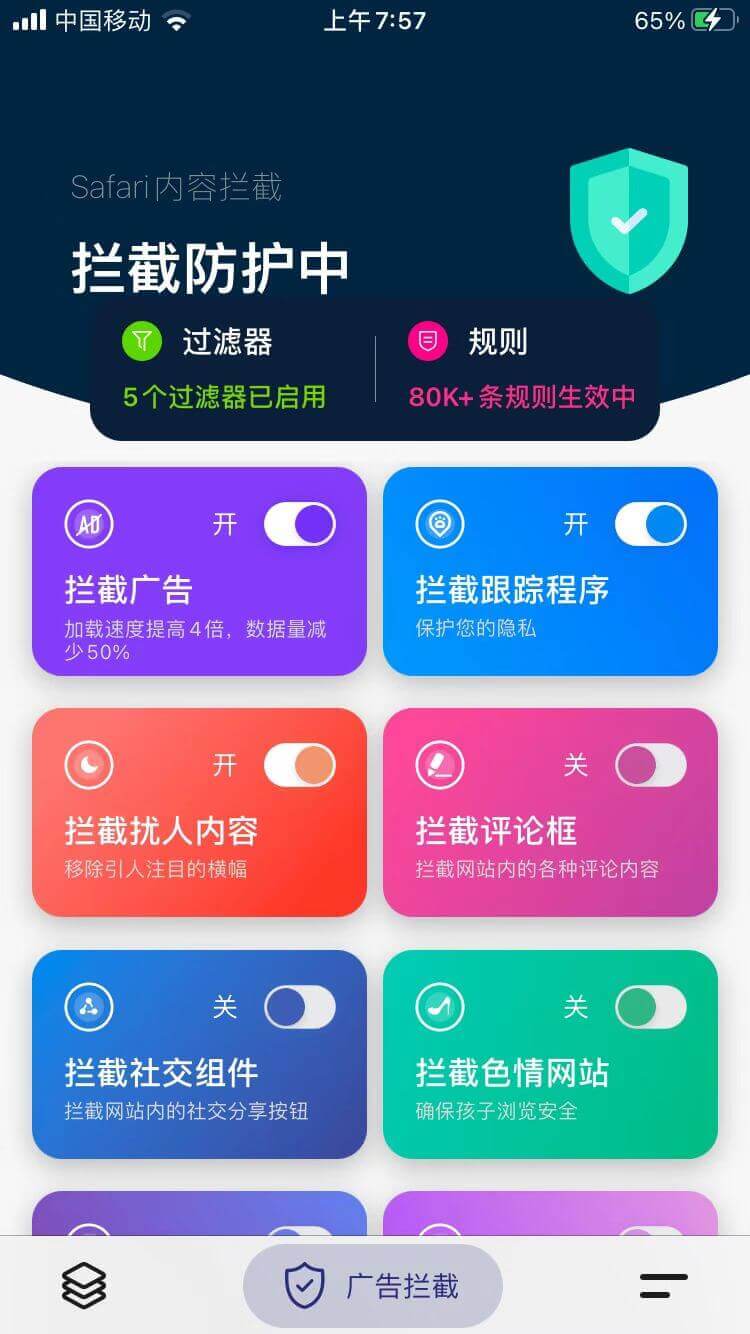 中国移动
上午7:57
65%
Safari内容拦截
拦截防护中
过滤器
5个过滤器已启用
规则
80K+条规则生效中
AD
开
拦截广告
加载速度提高4倍，数据量减
少50%
开
拦截跟踪程序
保护您的隐私
开
拦截扰人内容
移除引人注目的横幅
关
拦截评论框
拦截网站内的各种评论内容
关
拦截社交组件
拦截网站内的社交分享按钮
关
拦截色情网站
确保孩子浏览安全
广告拦截